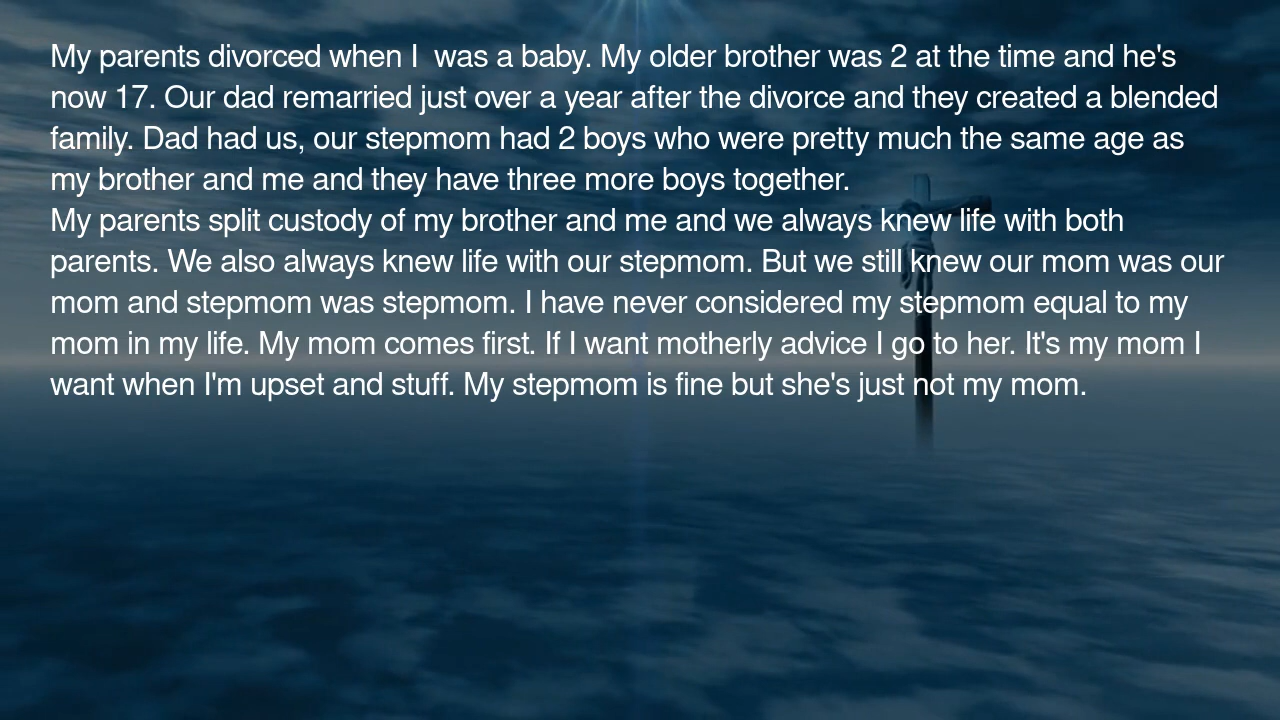 My parents divorced when I  was a baby. My older brother was 2 at the time and he's
now 17. Our dad remarried just over a year after the divorce and they created a blended
family. Dad had us, our stepmom had 2 boys who were pretty much the same age as
my brother and me and they have three more boys together.
My parents split custody of my brother and me and we always knew life with both
parents. We also always knew life with our stepmom. But we still knew our mom was our
mom and stepmom was stepmom. I have never considered my stepmom equal to my
mom in my life. My mom comes first. If I want motherly advice I go to her. It's my mom I
want when I'm upset and stuff. My stepmom is fine but she's just not my mom.